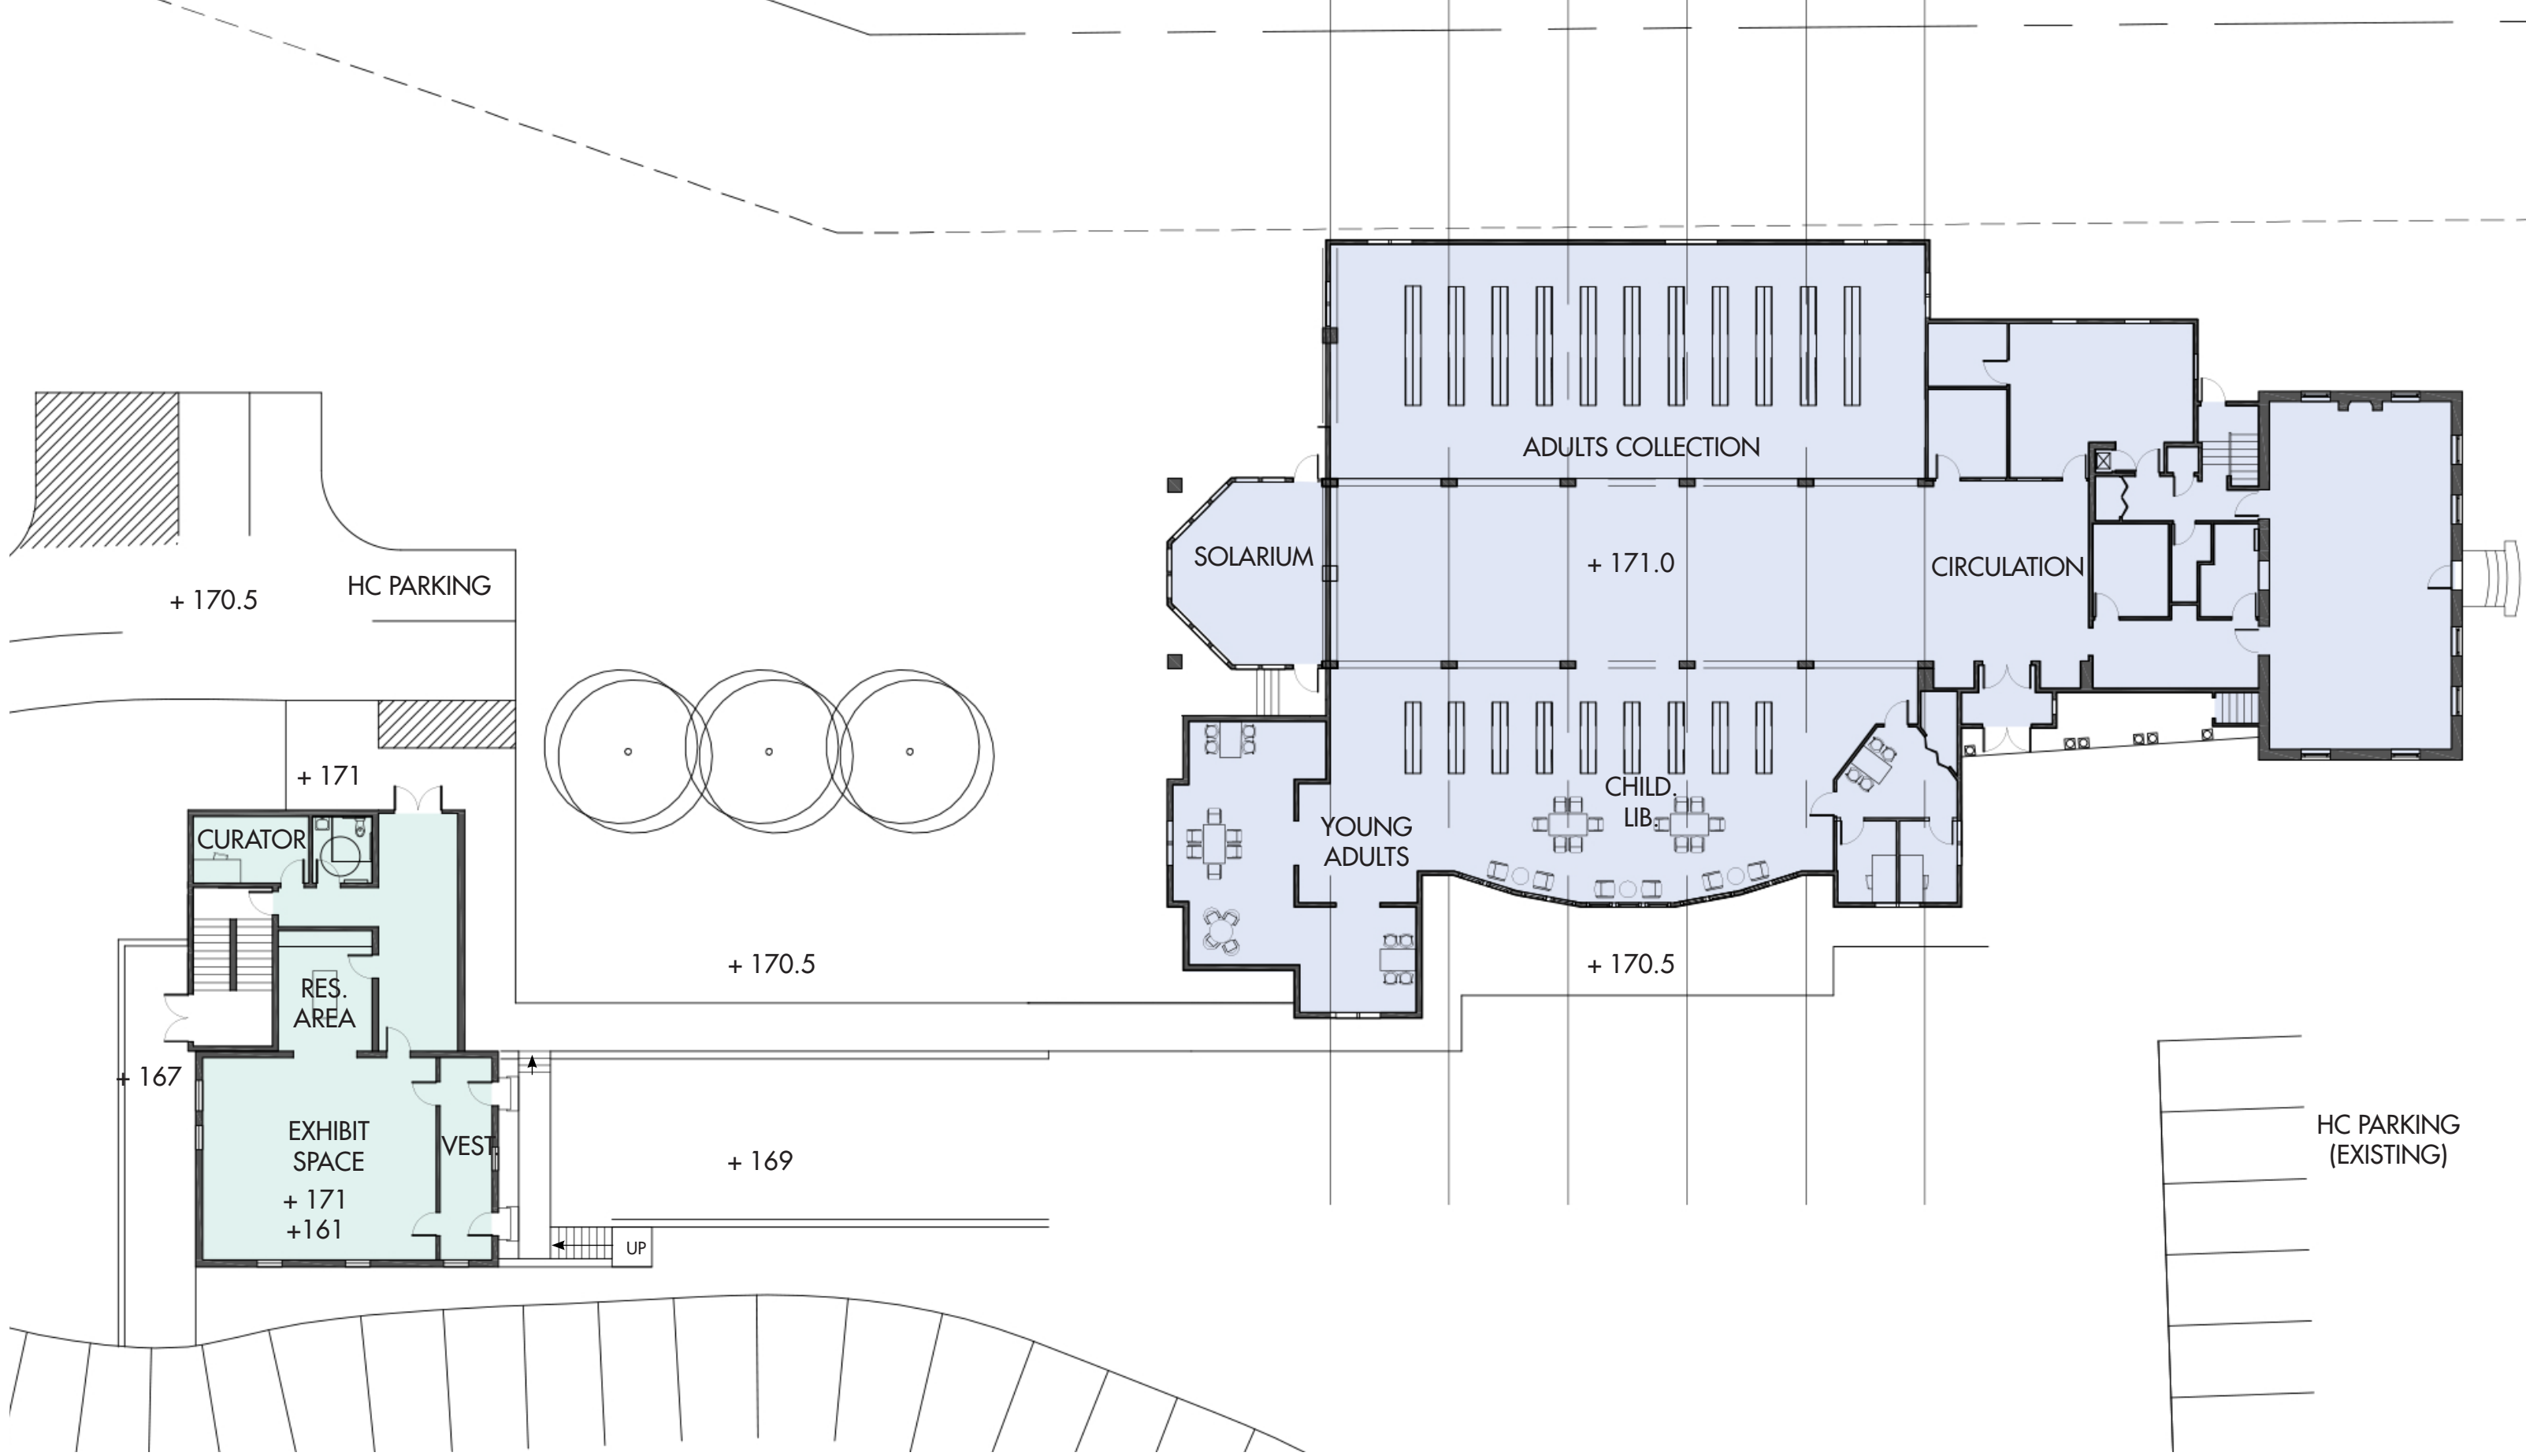 ADULTS COLLECTION
SOLARIUM
+ 171.0
CIRCULATION
HC PARKING
+ 170.5
+ 171
CURATOR
CHILD.
LIB.
YOUNG
ADULTS
+ 170.5
+ 170.5
RES.
AREA
+ 167
EXHIBIT
SPACE
+ 171
+161
VEST.
+ 169
UP
HC PARKING
(EXISTING)